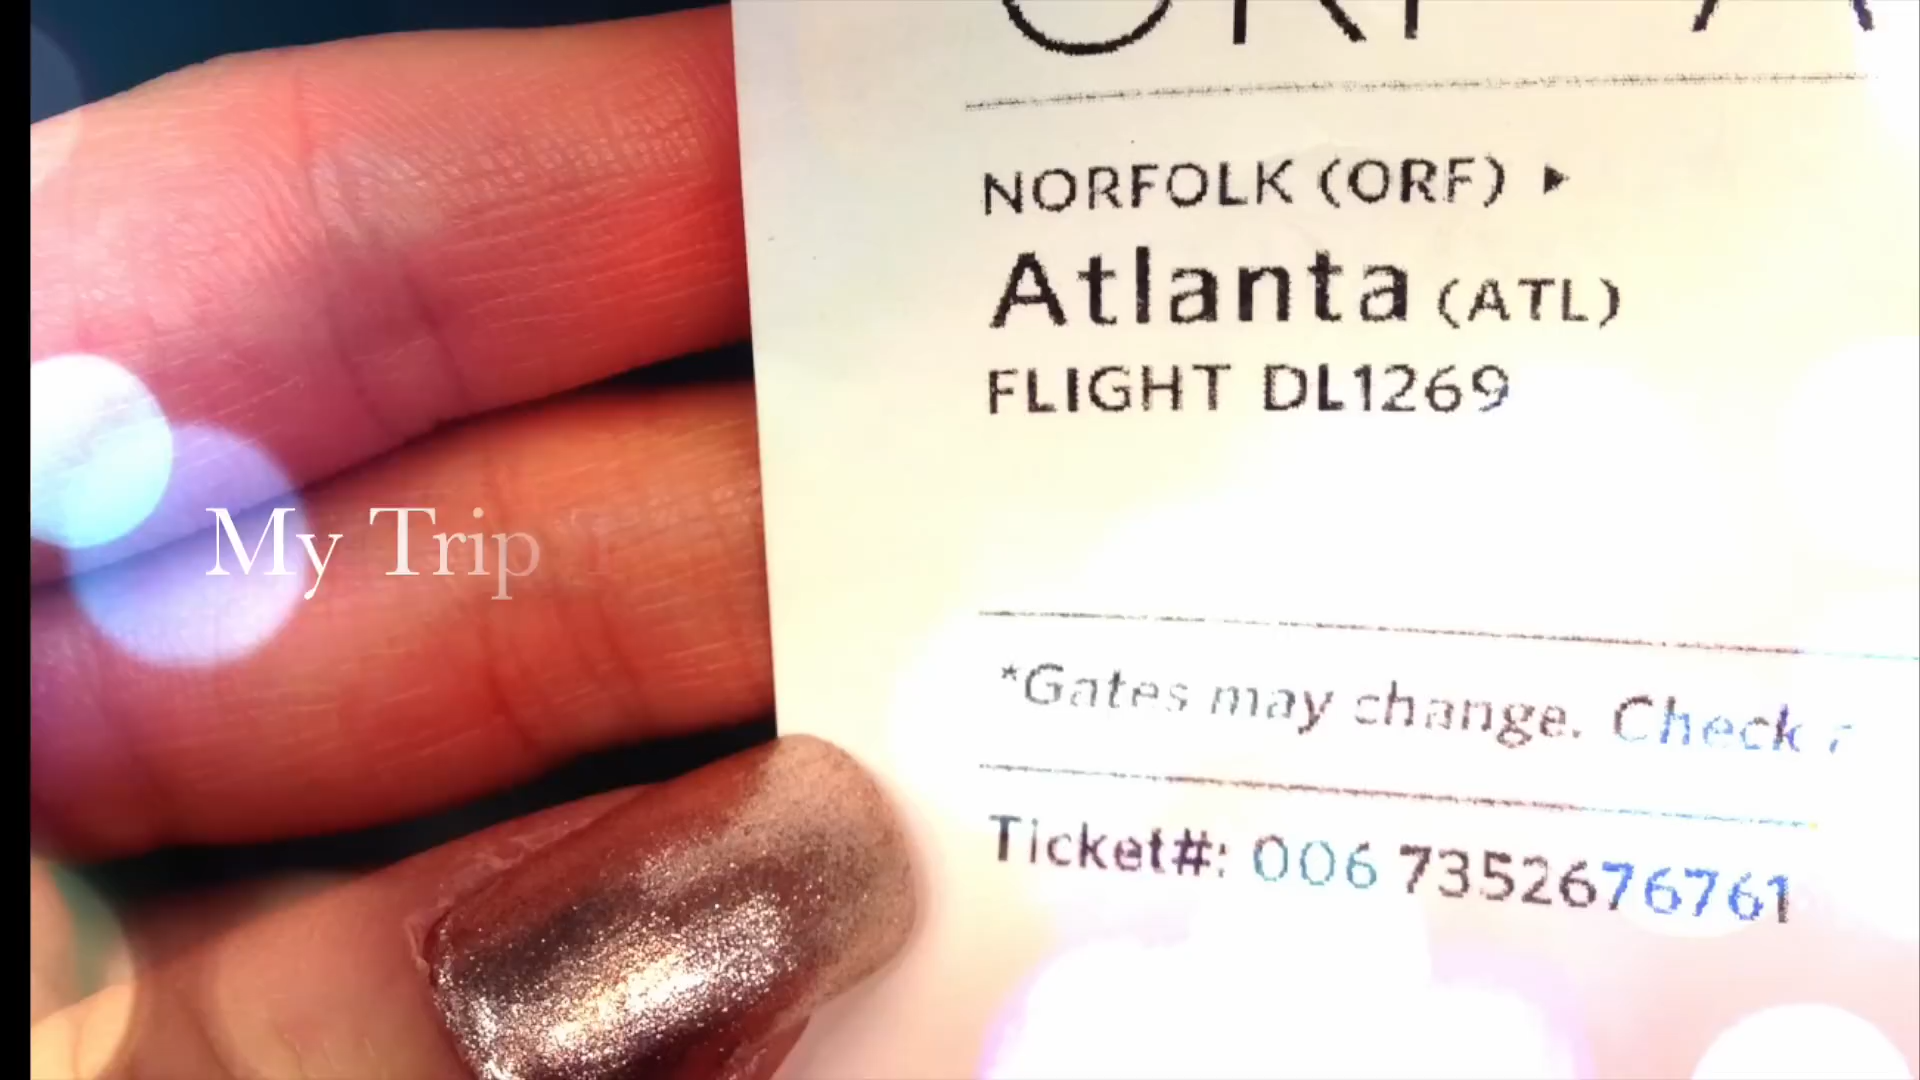 NORFOLK (ORF) ▸
Atlanta (ATL)
FLIGHT DL1269
My Trip T
*Gates may change. Check
Ticket#: 006 7352676761